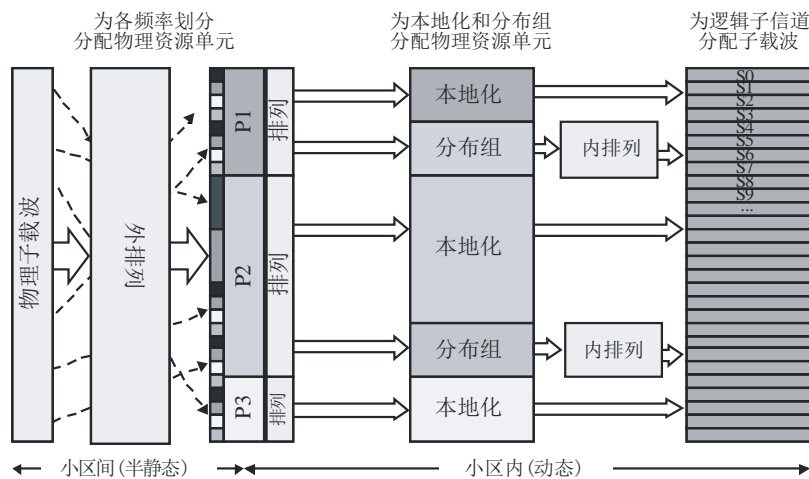 为各频率划分
分配物理资源单元
为本地化和分布组
分配物理资源单元
为逻辑子信道
分配子载波
物理子载波
外排列
P1
排列
P2
排列
P3
排列
本地化
分布组
内排列
本地化
分布组
内排列
本地化
S0
S1
S2
S3
S4
S5
S6
S7
S8
S9
...
小区间(半静态)
小区内(动态)